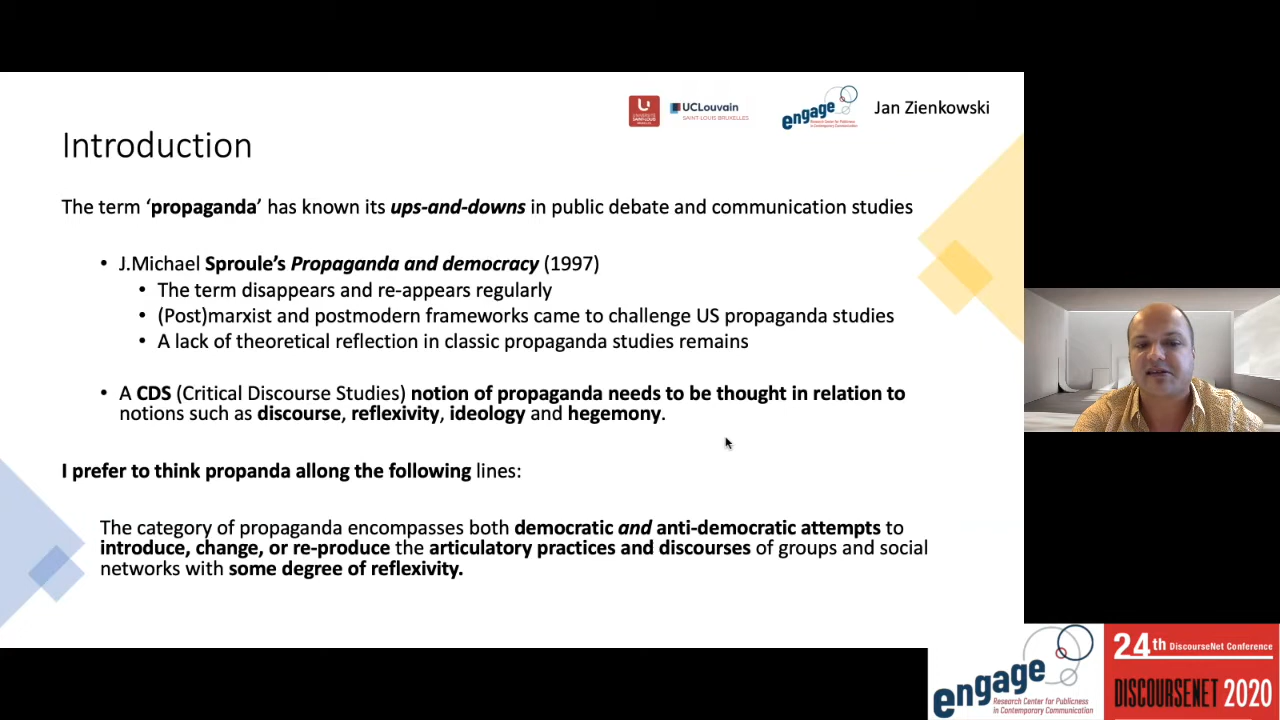 UCLouvain
SAINT-LOUIS BRUXELLES
engage
Jan Zienkowski
Introduction
The term ‘propaganda’ has known its ups-and-downs in public debate and communication studies
• J.Michael Sproule’s Propaganda and democracy (1997)
• The term disappears and re-appears regularly
• (Post)marxist and postmodern frameworks came to challenge US propaganda studies
• A lack of theoretical reflection in classic propaganda studies remains
• A CDS (Critical Discourse Studies) notion of propaganda needs to be thought in relation to
notions such as discourse, reflexivity, ideology and hegemony.
I prefer to think propanda allong the following lines:
The category of propaganda encompasses both democratic and anti-democratic attempts to
introduce, change, or re-produce the articulatory practices and discourses of groups and social
networks with some degree of reflexivity.
engage
Research Center for Publicness
in Contemporary Communication
24th DiscourseNet Conference
DISCOURSENET 2020